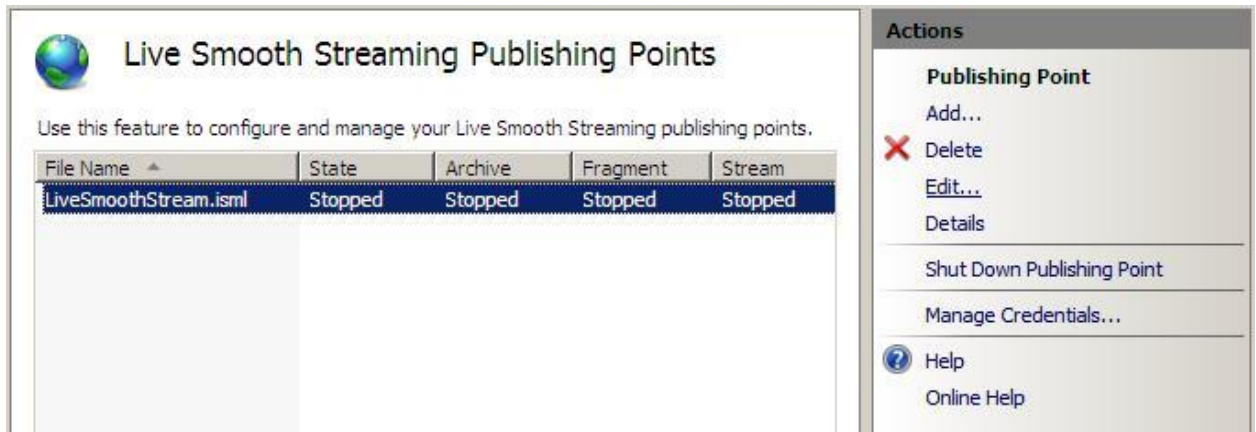 Live Smooth Streaming Publishing Points
Use this feature to configure and manage your Live Smooth Streaming publishing points.
File Name State Archive Fragment Stream
LiveSmoothStream.isml Stopped Stopped Stopped Stopped
Actions
Publishing Point
Add...
Delete
Edit...
Details
Shut Down Publishing Point
Manage Credentials...
Help
Online Help